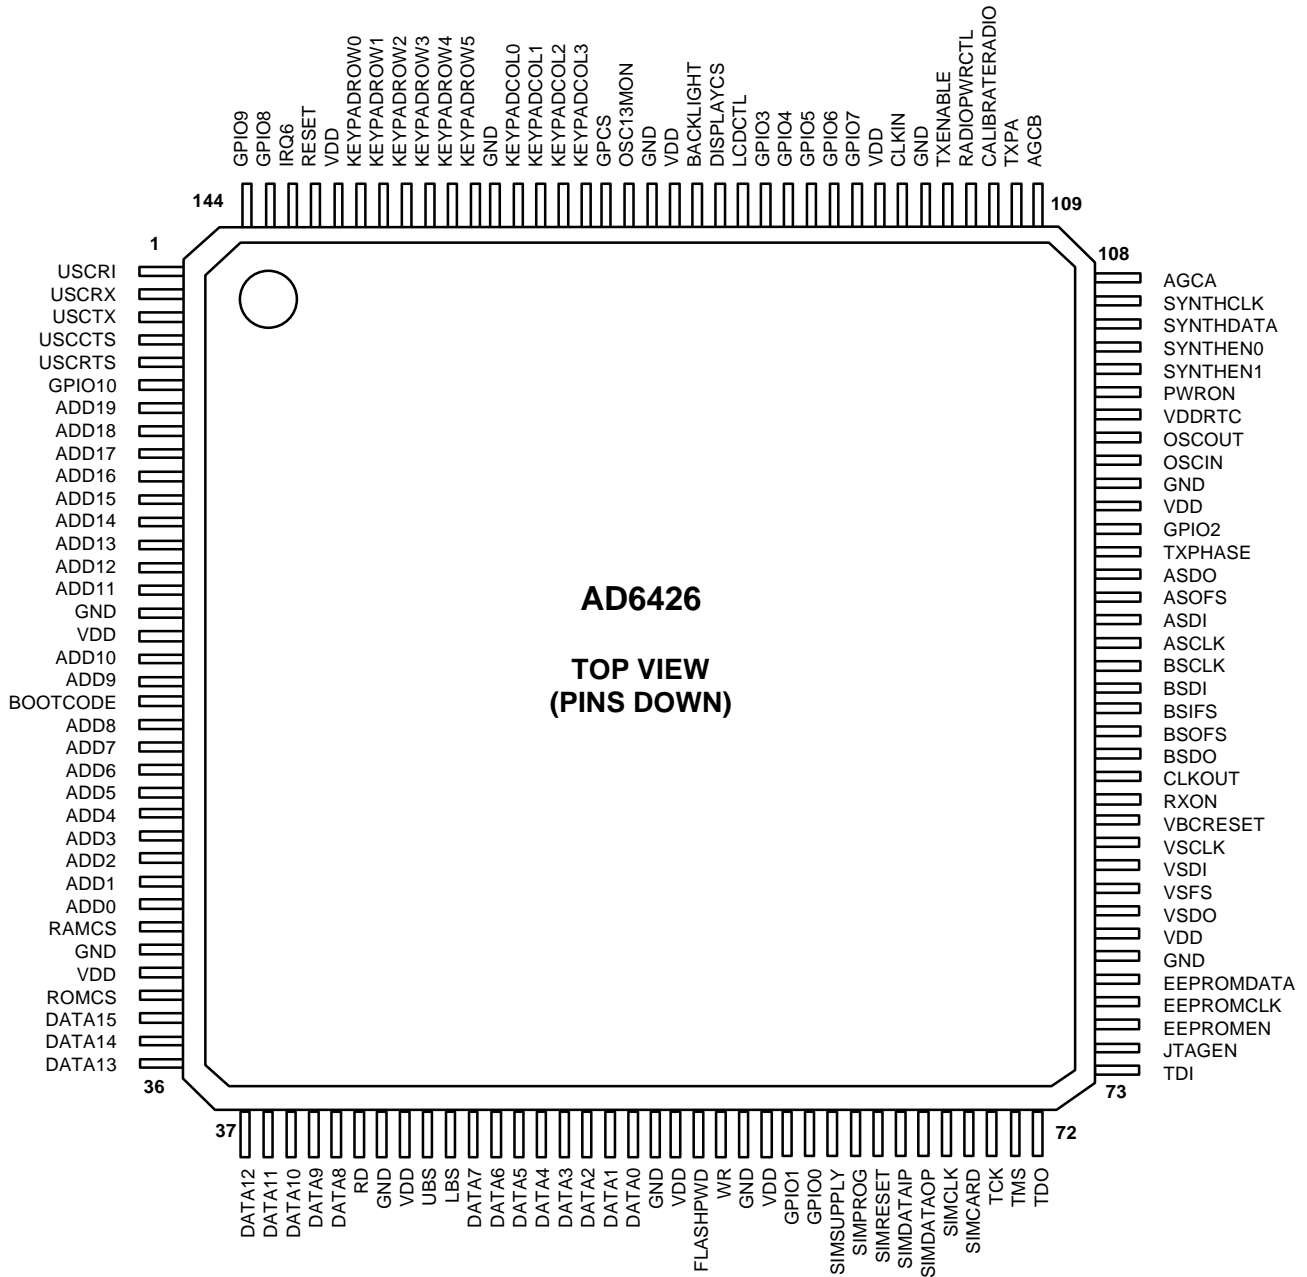 GPIO9
GPIO8
IRQ6
RESET
VDD
KEYPADROW0
KEYPADROW1
KEYPADROW2
KEYPADROW3
KEYPADROW4
KEYPADROW5
GND
KEYPADCOL0
KEYPADCOL1
KEYPADCOL2
KEYPADCOL3
GPCS
OSC13MON
GND
VDD
BACKLIGHT
DISPLAYCS
LCDCTL
GPIO3
GPIO4
GPIO5
GPIO6
GPIO7
VDD
CLKIN
GND
TXENABLE
RADIOPWRCTL
CALIBRATERADIO
TXPA
AGCB
144
109
1
108
USCRI
USCRX
USCTX
USCCTS
USCRTS
GPIO10
ADD19
ADD18
ADD17
ADD16
ADD15
ADD14
ADD13
ADD12
ADD11
GND
VDD
ADD10
ADD9
BOOTCODE
ADD8
ADD7
ADD6
ADD5
ADD4
ADD3
ADD2
ADD1
ADD0
RAMCS
GND
VDD
ROMCS
DATA15
DATA14
DATA13
AD6426
TOP VIEW
(PINS DOWN)
AGCA
SYNTHCLK
SYNTHDATA
SYNTHEN0
SYNTHEN1
PWRON
VDDRTC
OSCOUT
OSCIN
GND
VDD
GPIO2
TXPHASE
ASDO
ASOFS
ASDI
ASCLK
BSCLK
BSDI
BSIFS
BSOFS
BSDO
CLKOUT
RXON
VBCRESET
VSCLK
VSDI
VSFS
VSDO
VDD
GND
EEPROMDATA
EEPROMCLK
EEPROMEN
JTAGEN
TDI
36
73
37
72
DATA12
DATA11
DATA10
DATA9
DATA8
RD
GND
VDD
UBS
LBS
DATA7
DATA6
DATA5
DATA4
DATA3
DATA2
DATA1
DATA0
GND
VDD
FLASHPWD
WR
GND
VDD
GPIO1
GPIO0
SIMSUPPLY
SIMPROG
SIMRESET
SIMDATAIP
SIMDATAOP
SIMCLK
SIMCARD
TCK
TMS
TDO